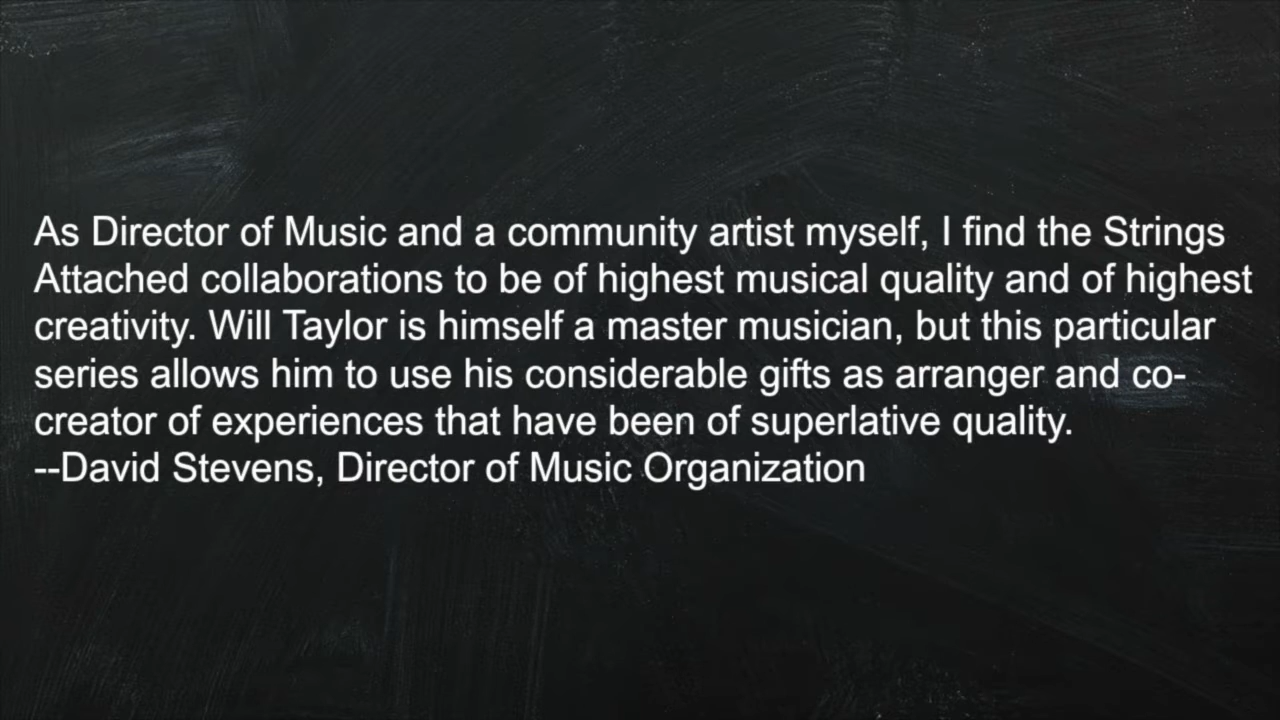 As Director of Music and a community artist myself, I find the Strings
Attached collaborations to be of highest musical quality and of highest
creativity. Will Taylor is himself a master musician, but this particular
series allows him to use his considerable gifts as arranger and co-
creator of experiences that have been of superlative quality.
--David Stevens, Director of Music Organization